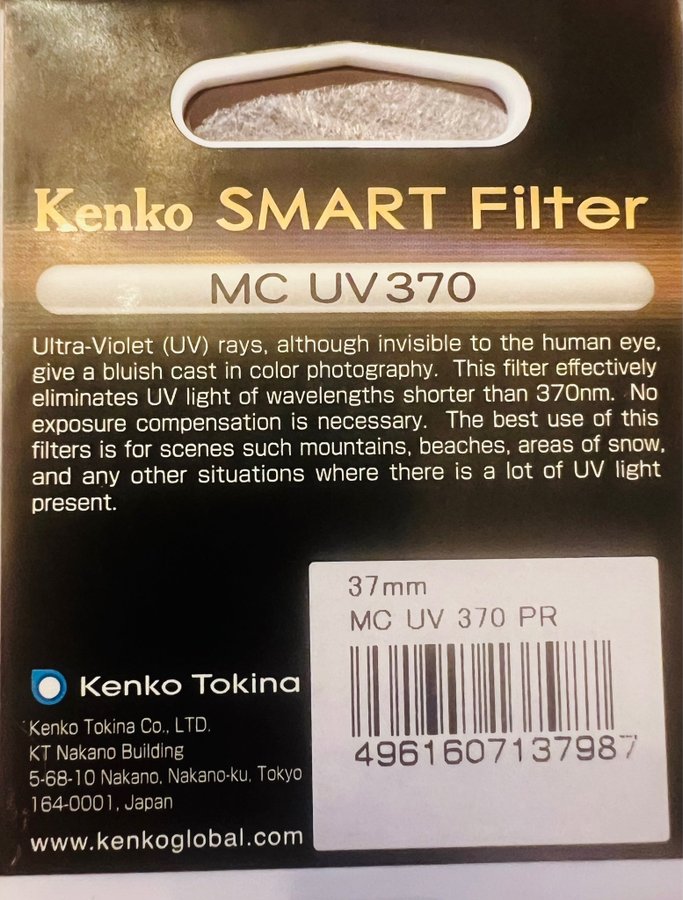 Kenko SMART Filter
MC UV370
Ultra-Violet (UV) rays, although invisible to the human eye,
give a bluish cast in color photography. This filter effectively
eliminates UV light of wavelengths shorter than 370nm. No
exposure compensation is necessary. The best use of this
filters is for scenes such mountains, beaches, areas of snow,
and any other situations where there is a lot of UV light
present.
37mm
MC UV 370 PR
4961607137987
Kenko Tokina
Kenko Tokina Co., LTD.
KT Nakano Building
5-68-10 Nakano, Nakano-ku, Tokyo
164-0001, Japan
www.kenkoglobal.com